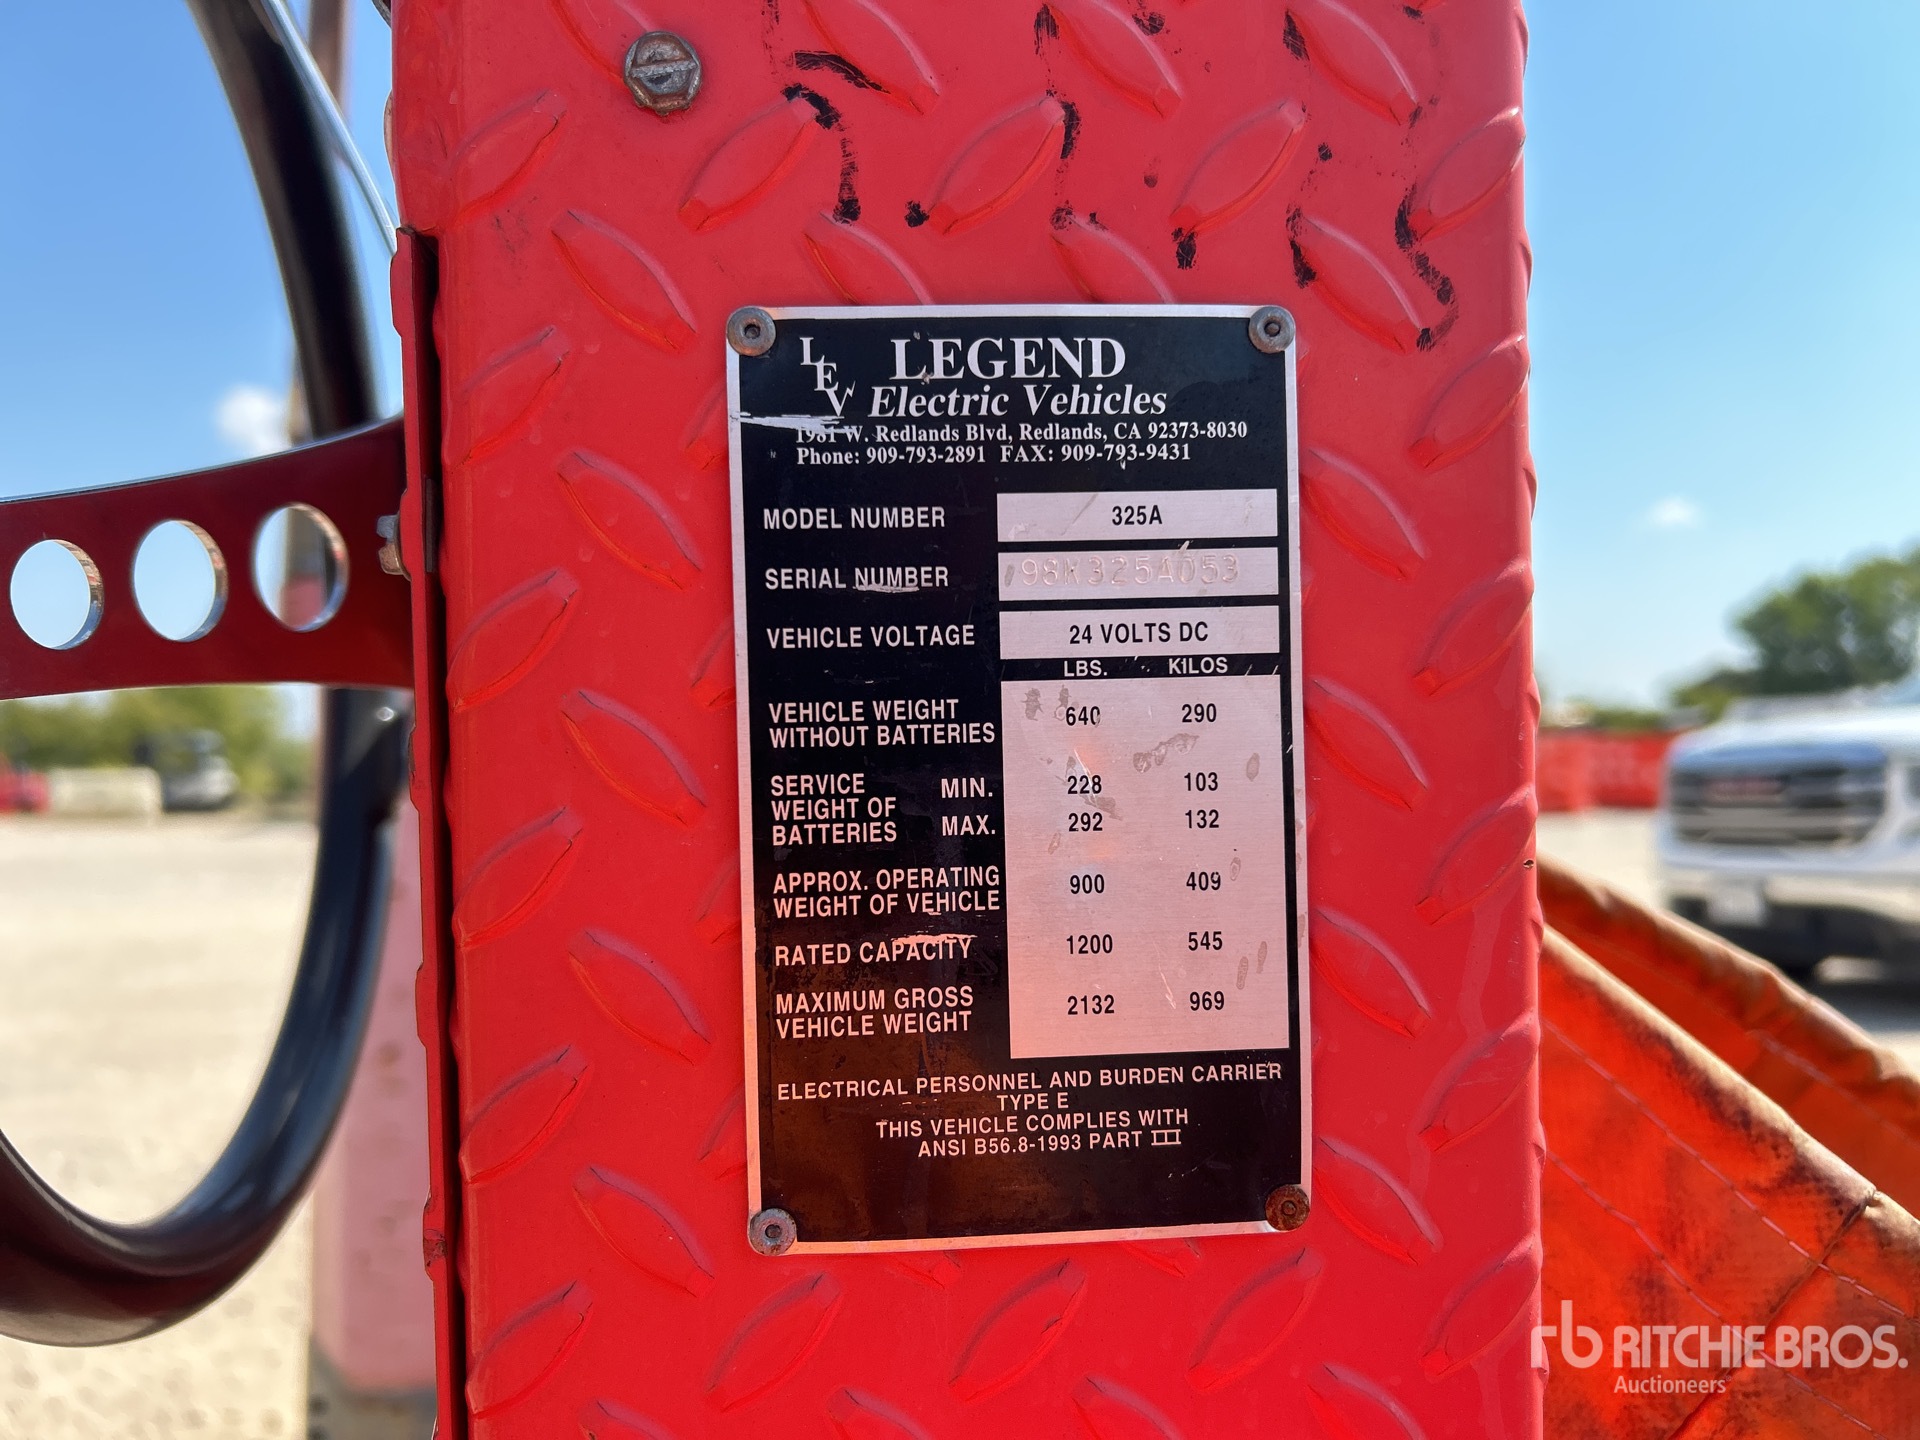 LEV LEGEND
Electric Vehicles
1981 W. Redlands Blvd, Redlands, CA 92373-8030
Phone: 909-793-2891 FAX: 909-793-9431
MODEL NUMBER 325A
SERIAL NUMBER 98K325A053
VEHICLE VOLTAGE 24 VOLTS DC
LBS. KILOS
VEHICLE WEIGHT
WITHOUT BATTERIES 640 290
SERVICE
WEIGHT OF
BATTERIES
MIN. 228 103
MAX. 292 132
APPROX. OPERATING
WEIGHT OF VEHICLE 900 409
RATED CAPACITY 1200 545
MAXIMUM GROSS
VEHICLE WEIGHT 2132 969
ELECTRICAL PERSONNEL AND BURDEN CARRIER
TYPE E
THIS VEHICLE COMPLIES WITH
ANSI B56.8-1993 PART III
rb RITCHIE BROS.
Auctioneers